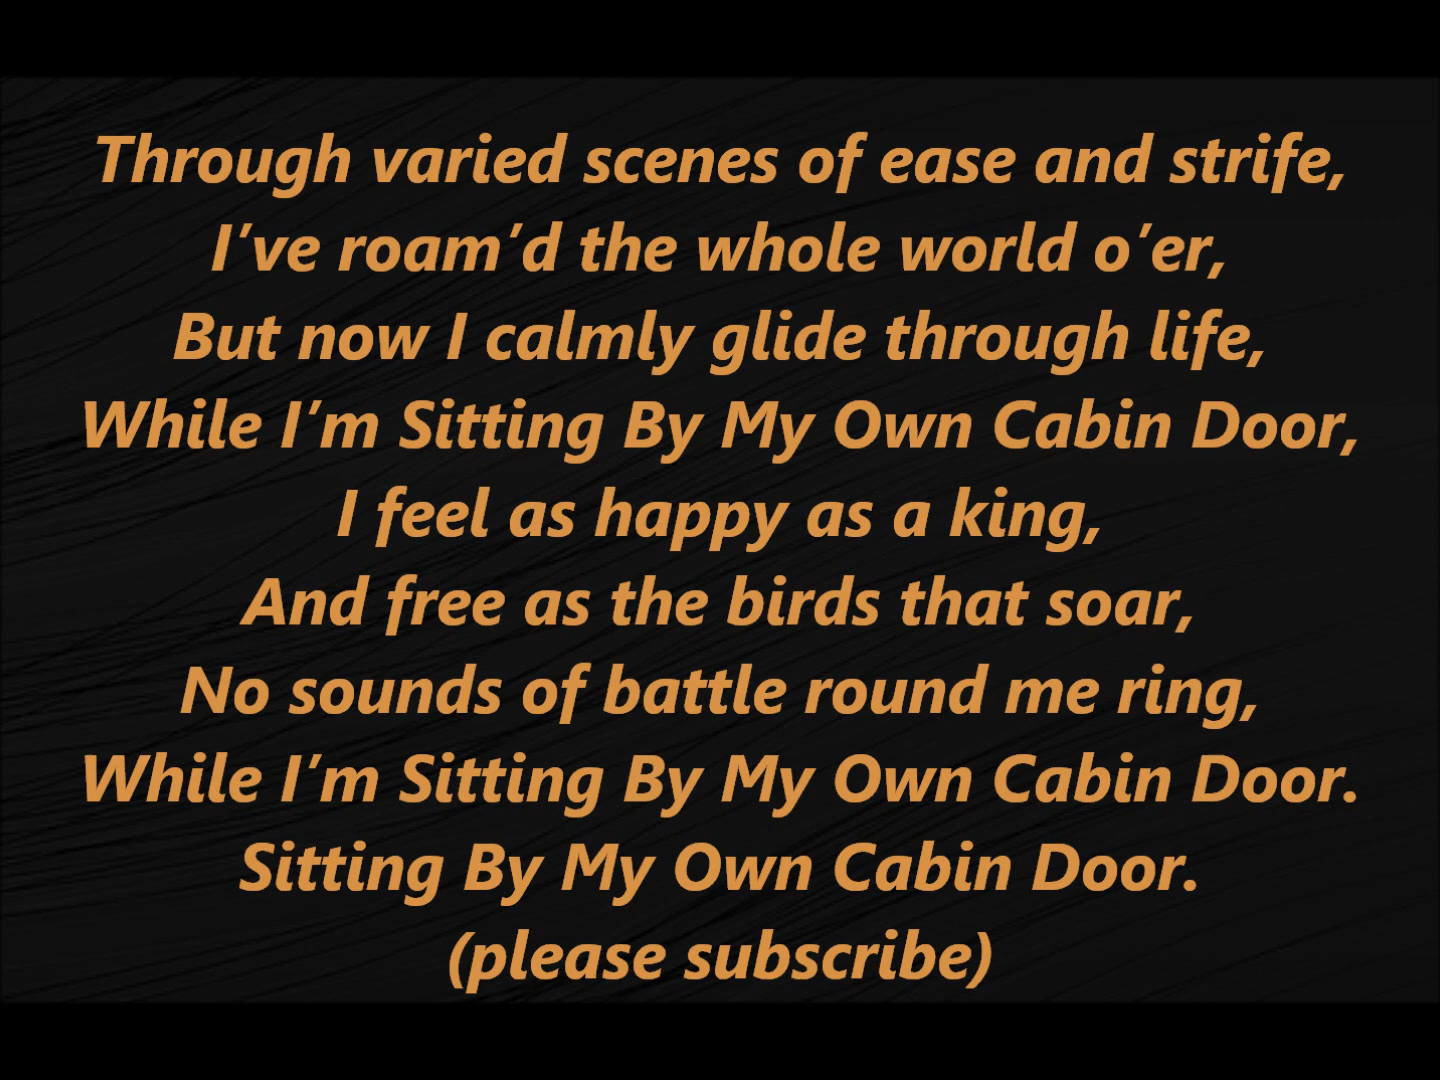 Through varied scenes of ease and strife,
I've roam'd the whole world o'er,
But now I calmly glide through life,
While I'm Sitting By My Own Cabin Door,
I feel as happy as a king,
And free as the birds that soar,
No sounds of battle round me ring,
While I'm Sitting By My Own Cabin Door.
Sitting By My Own Cabin Door.
(please subscribe)